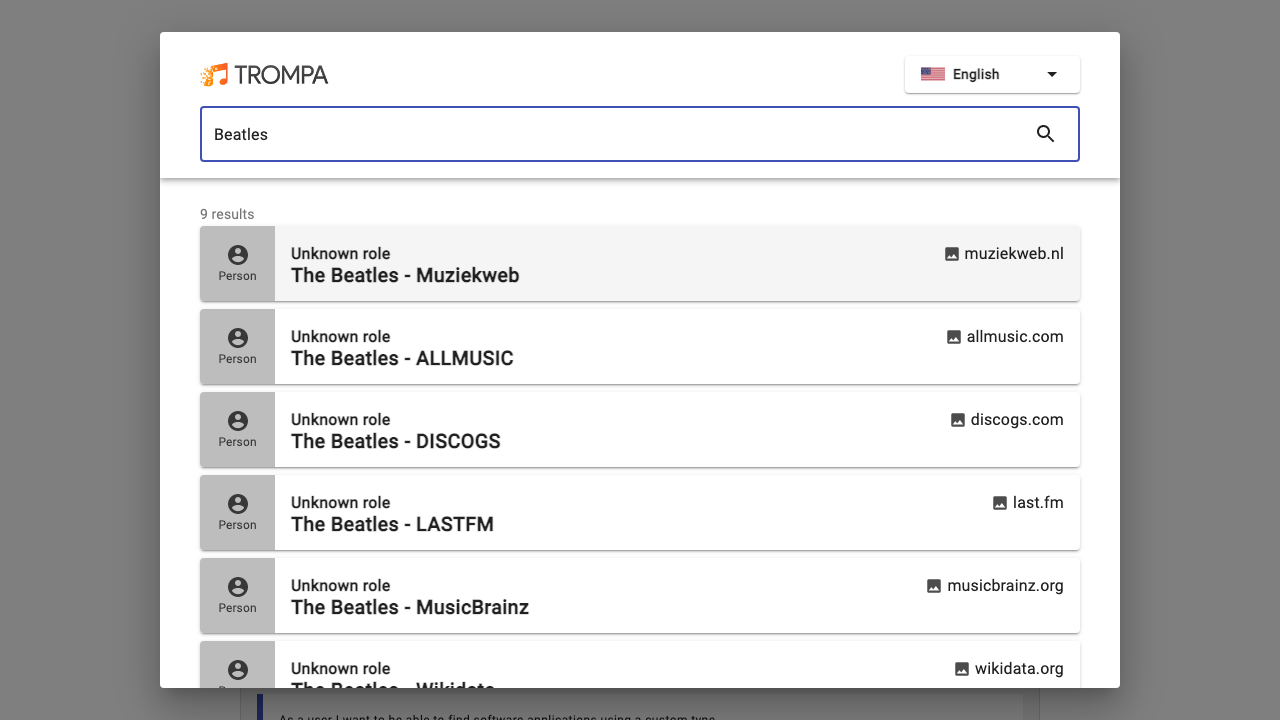 TROMPA
English
Beatles
9 results
Person
Unknown role
The Beatles - Muziekweb
muziekweb.nl
Person
Unknown role
The Beatles - ALLMUSIC
allmusic.com
Person
Unknown role
The Beatles - DISCOGS
discogs.com
Person
Unknown role
The Beatles - LASTFM
last.fm
Person
Unknown role
The Beatles - MusicBrainz
musicbrainz.org
Unknown role
The Beatles - Wikidata
wikidata.org
As a user I want to be able to find software applications using a custom type